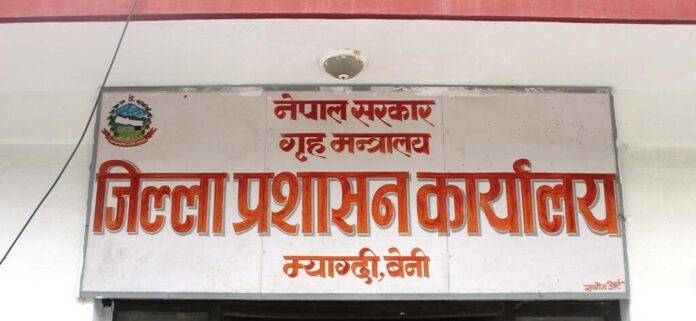 नेपाल सरकार
गृह मन्त्रालय
जिल्ला प्रशासन कार्यालय
म्याग्दी, बेनी